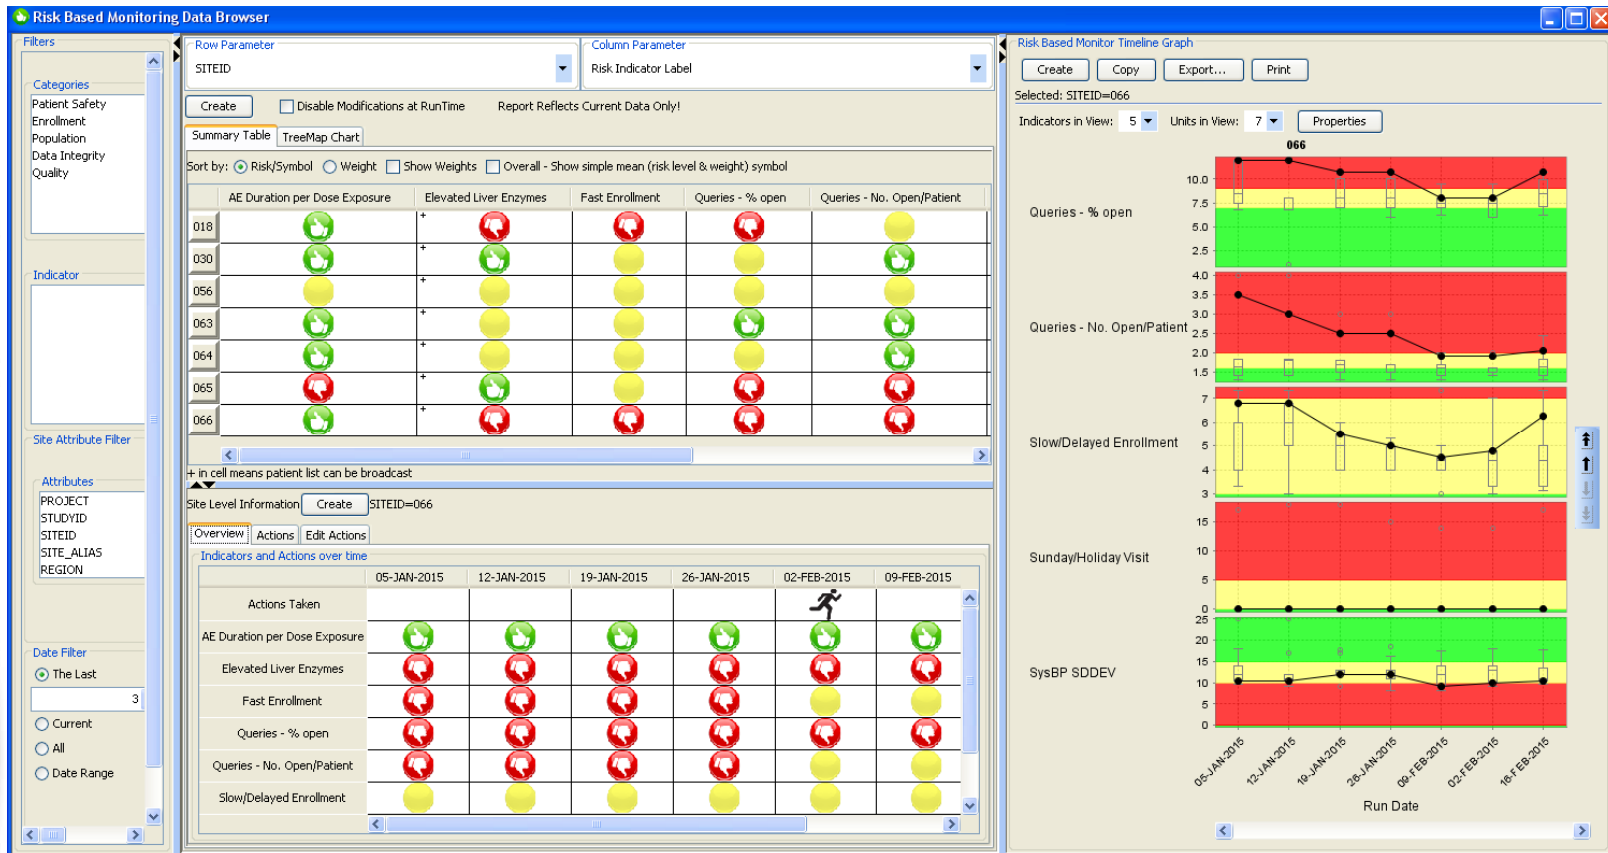 Risk Based Monitoring Data Browser
Filters
Categories
Patient Safety
Enrollment
Population
Data Integrity
Quality
Indicator
Site Attribute Filter
Attributes
PROJECT
STUDYID
SITEID
SITE_ALIAS
REGION
Date Filter
The Last
3
Current
All
Date Range
Row Parameter
SITEID
Column Parameter
Risk Indicator Label
Create
Disable Modifications at RunTime
Report Reflects Current Data Only!
Summary Table
TreeMap Chart
Sort by:
Risk/Symbol
Weight
Show Weights
Overall - Show simple mean (risk level & weight) symbol
AE Duration per Dose Exposure
Elevated Liver Enzymes
Fast Enrollment
Queries - % open
Queries - No. Open/Patient
018
+
030
+
056
+
063
+
064
+
065
+
066
+
+ in cell means patient list can be broadcast
Site Level Information
Create
SITEID=066
Overview
Actions
Edit Actions
Indicators and Actions over time
05-JAN-2015
12-JAN-2015
19-JAN-2015
26-JAN-2015
02-FEB-2015
09-FEB-2015
Actions Taken
AE Duration per Dose Exposure
Elevated Liver Enzymes
Fast Enrollment
Queries - % open
Queries - No. Open/Patient
Slow/Delayed Enrollment
Risk Based Monitor Timeline Graph
Create
Copy
Export...
Print
Selected: SITEID=066
Indicators in View:
5
Units in View:
7
Properties
066
Queries - % open
10.0
7.5
5.0
2.5
Queries - No. Open/Patient
4.0
3.5
3.0
2.5
2.0
1.5
Slow/Delayed Enrollment
7
6
5
4
3
Sunday/Holiday Visit
15
10
5
0
SysBP SDDEV
25
20
15
10
5
0
05-JAN-2015
12-JAN-2015
19-JAN-2015
26-JAN-2015
09-FEB-2015
02-FEB-2015
16-FEB-2015
Run Date